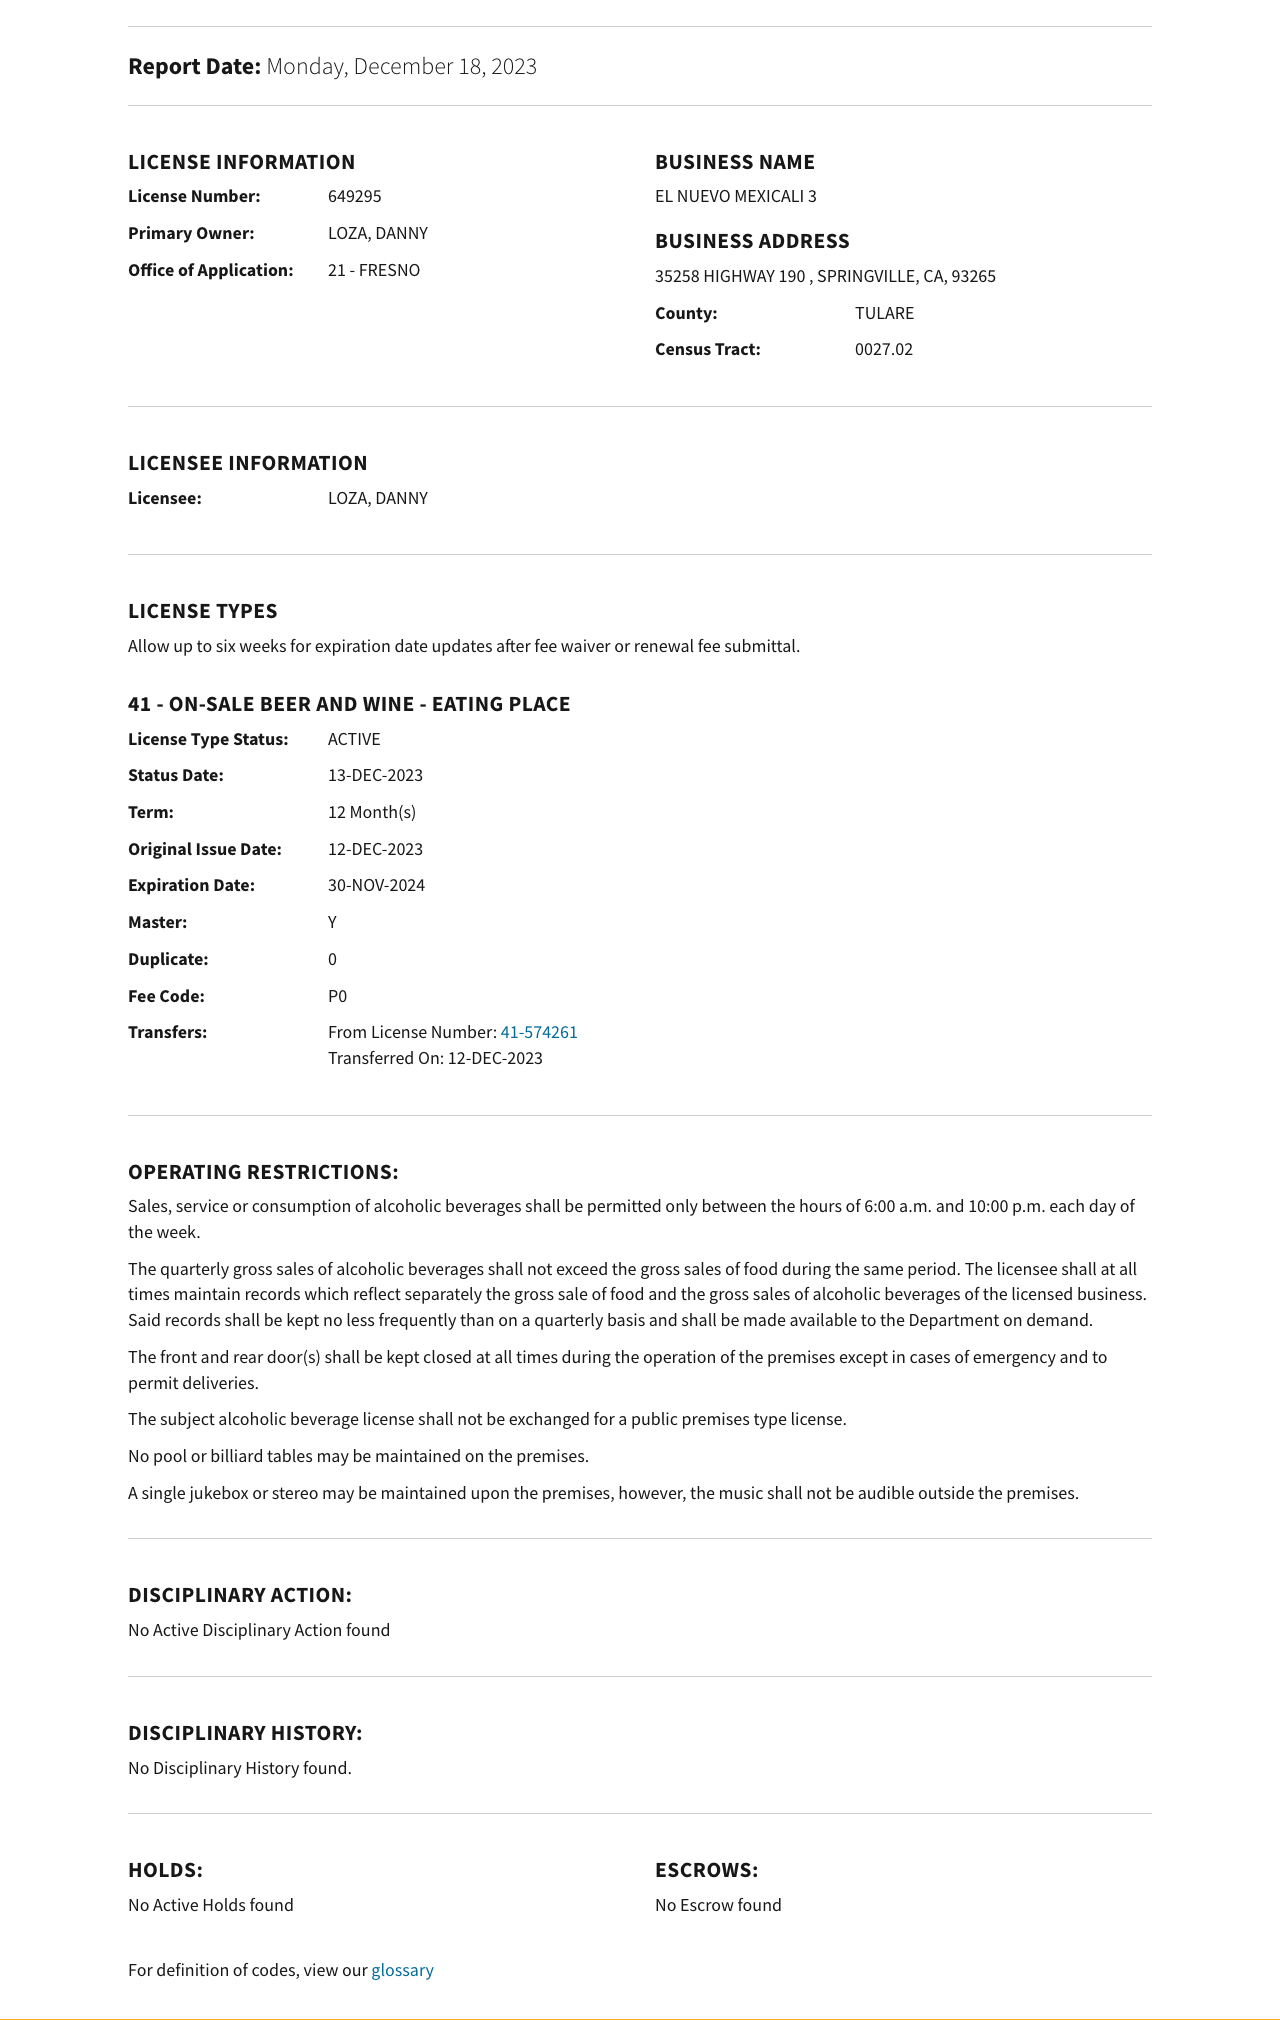 Report Date: Monday, December 18, 2023
LICENSE INFORMATION
License Number: 649295
Primary Owner: LOZA, DANNY
Office of Application: 21 - FRESNO
BUSINESS NAME
EL NUEVO MEXICALI 3
BUSINESS ADDRESS
35258 HIGHWAY 190 , SPRINGVILLE, CA, 93265
County: TULARE
Census Tract: 0027.02
LICENSEE INFORMATION
Licensee: LOZA, DANNY
LICENSE TYPES
Allow up to six weeks for expiration date updates after fee waiver or renewal fee submittal.
41 - ON-SALE BEER AND WINE - EATING PLACE
License Type Status: ACTIVE
Status Date: 13-DEC-2023
Term: 12 Month(s)
Original Issue Date: 12-DEC-2023
Expiration Date: 30-NOV-2024
Master: Y
Duplicate: 0
Fee Code: P0
Transfers: From License Number: 41-574261
Transferred On: 12-DEC-2023
OPERATING RESTRICTIONS:
Sales, service or consumption of alcoholic beverages shall be permitted only between the hours of 6:00 a.m. and 10:00 p.m. each day of
the week.
The quarterly gross sales of alcoholic beverages shall not exceed the gross sales of food during the same period. The licensee shall at all
times maintain records which reflect separately the gross sale of food and the gross sales of alcoholic beverages of the licensed business.
Said records shall be kept no less frequently than on a quarterly basis and shall be made available to the Department on demand.
The front and rear door(s) shall be kept closed at all times during the operation of the premises except in cases of emergency and to
permit deliveries.
The subject alcoholic beverage license shall not be exchanged for a public premises type license.
No pool or billiard tables may be maintained on the premises.
A single jukebox or stereo may be maintained upon the premises, however, the music shall not be audible outside the premises.
DISCIPLINARY ACTION:
No Active Disciplinary Action found
DISCIPLINARY HISTORY:
No Disciplinary History found.
HOLDS:
No Active Holds found
ESCROWS:
No Escrow found
For definition of codes, view our glossary